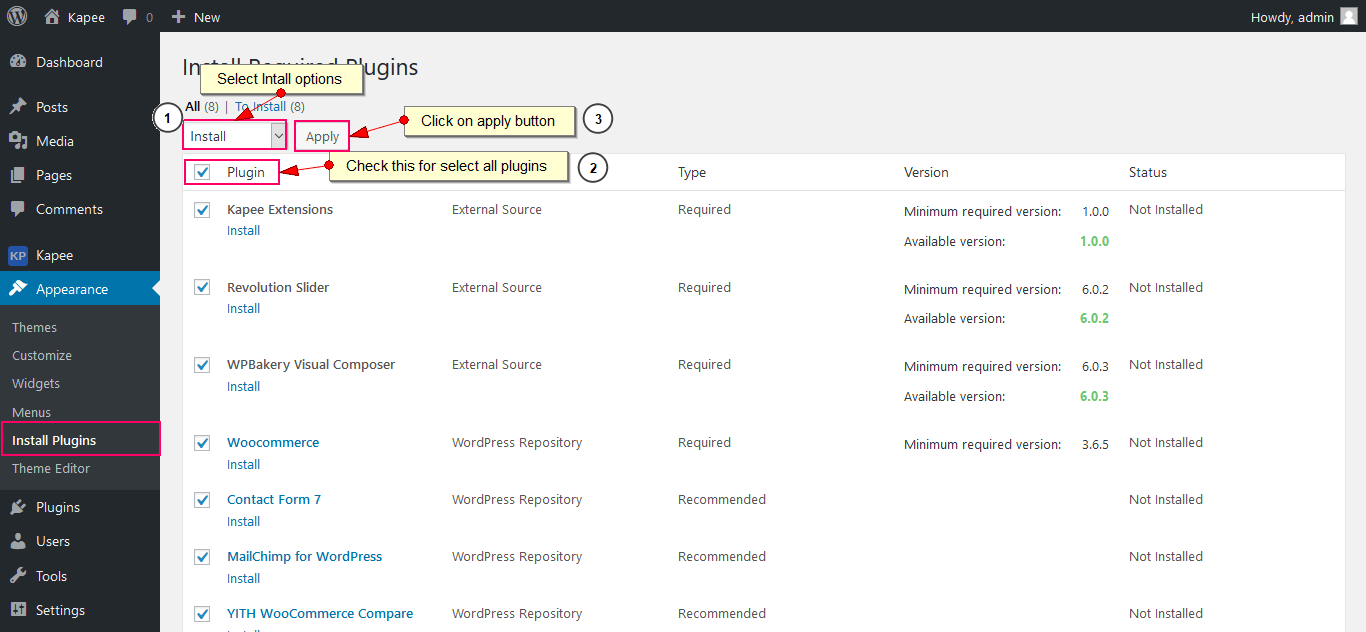 Kapee 0 New Howdy, admin
Dashboard
Posts
Media
Pages
Comments
KP Kapee
Appearance
Themes
Customize
Widgets
Menus
Install Plugins
Theme Editor
Plugins
Users
Tools
Settings
Install Required Plugins
Select Intall options
All (8) | To Install (8)
1
Install Apply
Click on apply button 3
Check this for select all plugins 2
Plugin Type Version Status
Kapee Extensions External Source Required Minimum required version: 1.0.0 Not Installed
Install Available version: 1.0.0
Revolution Slider External Source Required Minimum required version: 6.0.2 Not Installed
Install Available version: 6.0.2
WPBakery Visual Composer External Source Required Minimum required version: 6.0.3 Not Installed
Install Available version: 6.0.3
Woocommerce WordPress Repository Required Minimum required version: 3.6.5 Not Installed
Install
Contact Form 7 WordPress Repository Recommended Not Installed
Install
MailChimp for WordPress WordPress Repository Recommended Not Installed
Install
YITH WooCommerce Compare WordPress Repository Recommended Not Installed